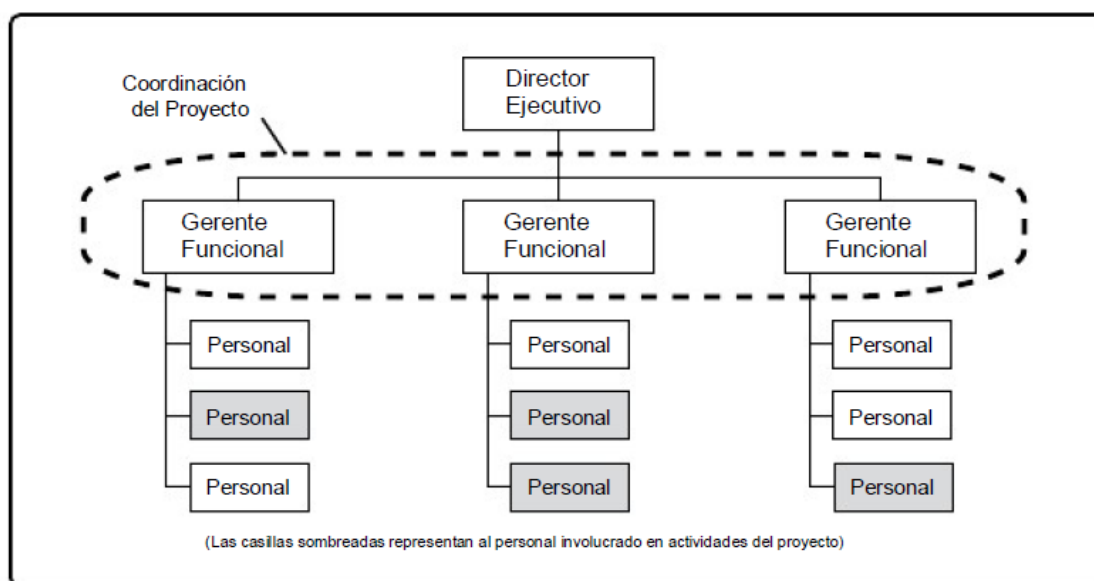 Coordinación
del Proyecto
Director
Ejecutivo
Gerente
Funcional
Gerente
Funcional
Gerente
Funcional
Personal
Personal
Personal
Personal
Personal
Personal
Personal
Personal
Personal
(Las casillas sombreadas representan al personal involucrado en actividades del proyecto)